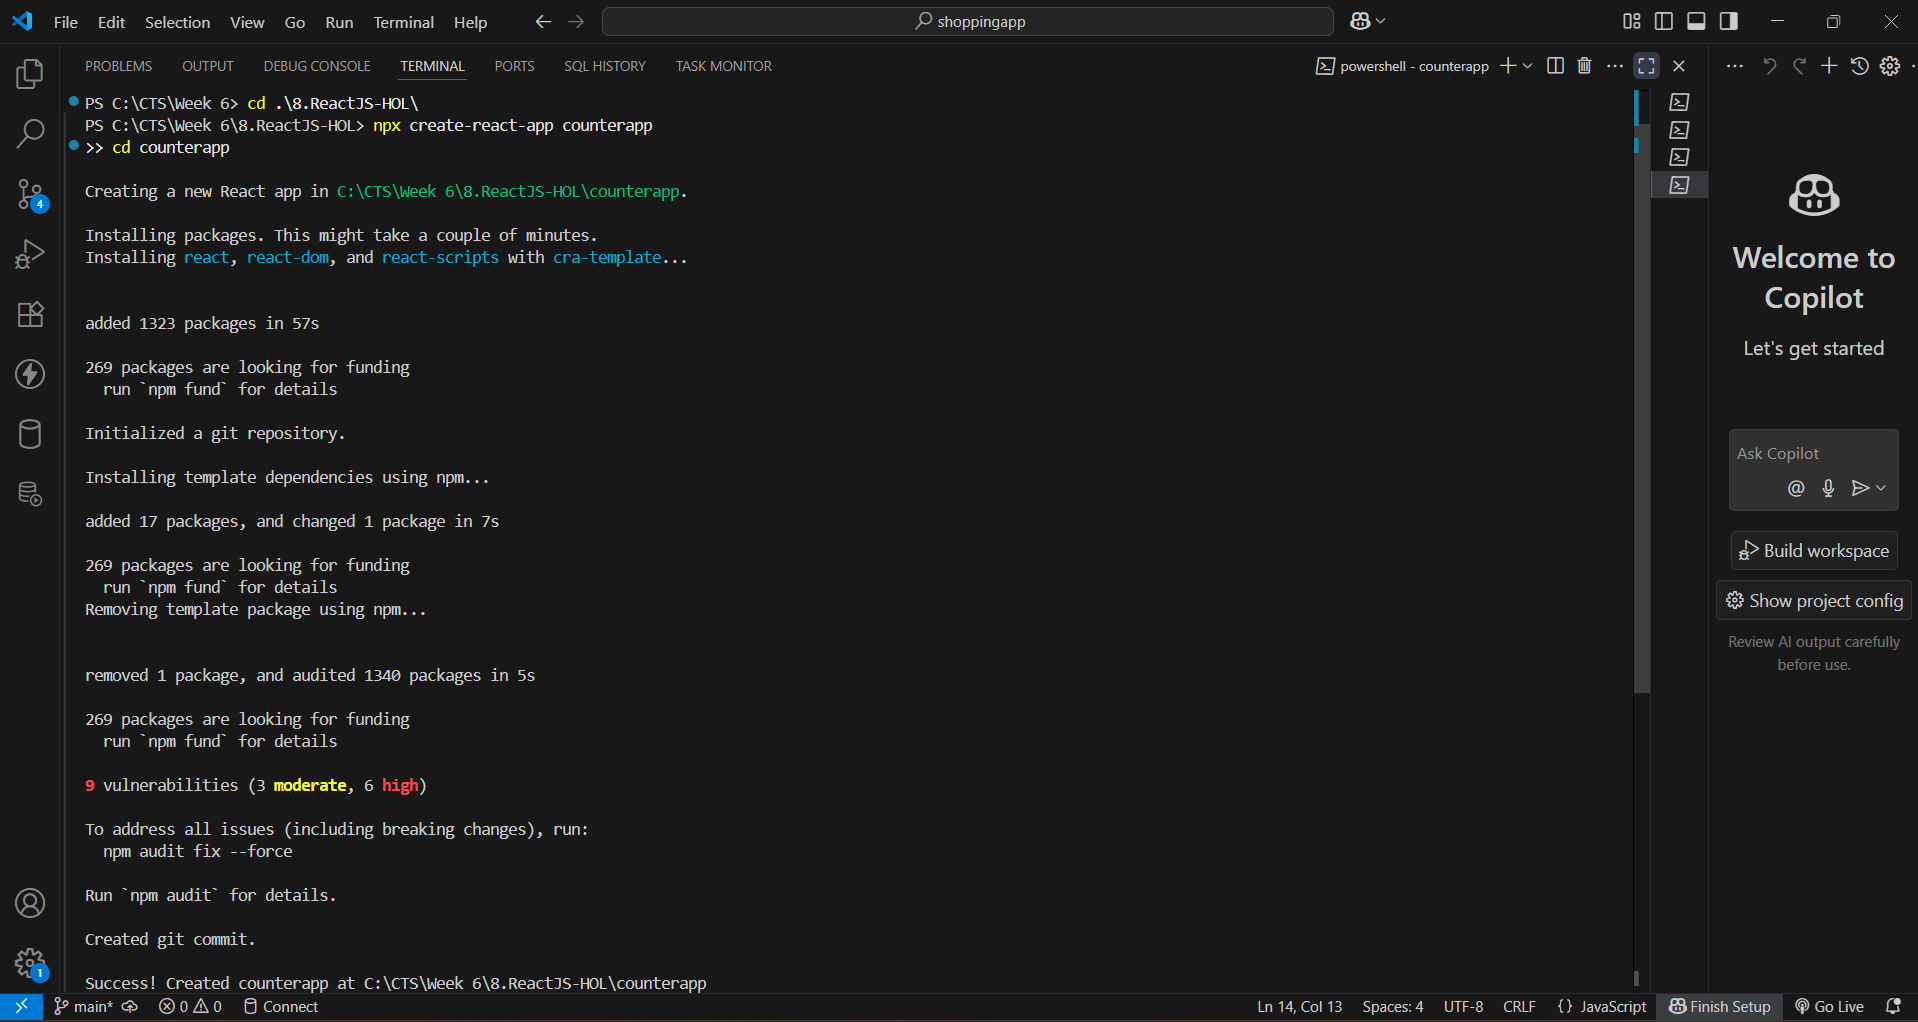 File Edit Selection View Go Run Terminal Help
shoppingapp
PROBLEMS OUTPUT DEBUG CONSOLE TERMINAL PORTS SQL HISTORY TASK MONITOR
powershell - counterapp
PS C:\CTS\Week 6> cd .\8.ReactJS-HOL\
PS C:\CTS\Week 6\8.ReactJS-HOL> npx create-react-app counterapp
>> cd counterapp
Creating a new React app in C:\CTS\Week 6\8.ReactJS-HOL\counterapp.
Installing packages. This might take a couple of minutes.
Installing react, react-dom, and react-scripts with cra-template...
added 1323 packages in 57s
269 packages are looking for funding
run `npm fund` for details
Initialized a git repository.
Installing template dependencies using npm...
added 17 packages, and changed 1 package in 7s
269 packages are looking for funding
run `npm fund` for details
Removing template package using npm...
removed 1 package, and audited 1340 packages in 5s
269 packages are looking for funding
run `npm fund` for details
9 vulnerabilities (3 moderate, 6 high)
To address all issues (including breaking changes), run:
npm audit fix --force
Run `npm audit` for details.
Created git commit.
Success! Created counterapp at C:\CTS\Week 6\8.ReactJS-HOL\counterapp
Welcome to
Copilot
Let's get started
Ask Copilot
Build workspace
Show project config
Review AI output carefully
before use.
4
1
main* 0 0 Connect
Ln 14, Col 13 Spaces: 4 UTF-8 CRLF {} JavaScript Finish Setup Go Live